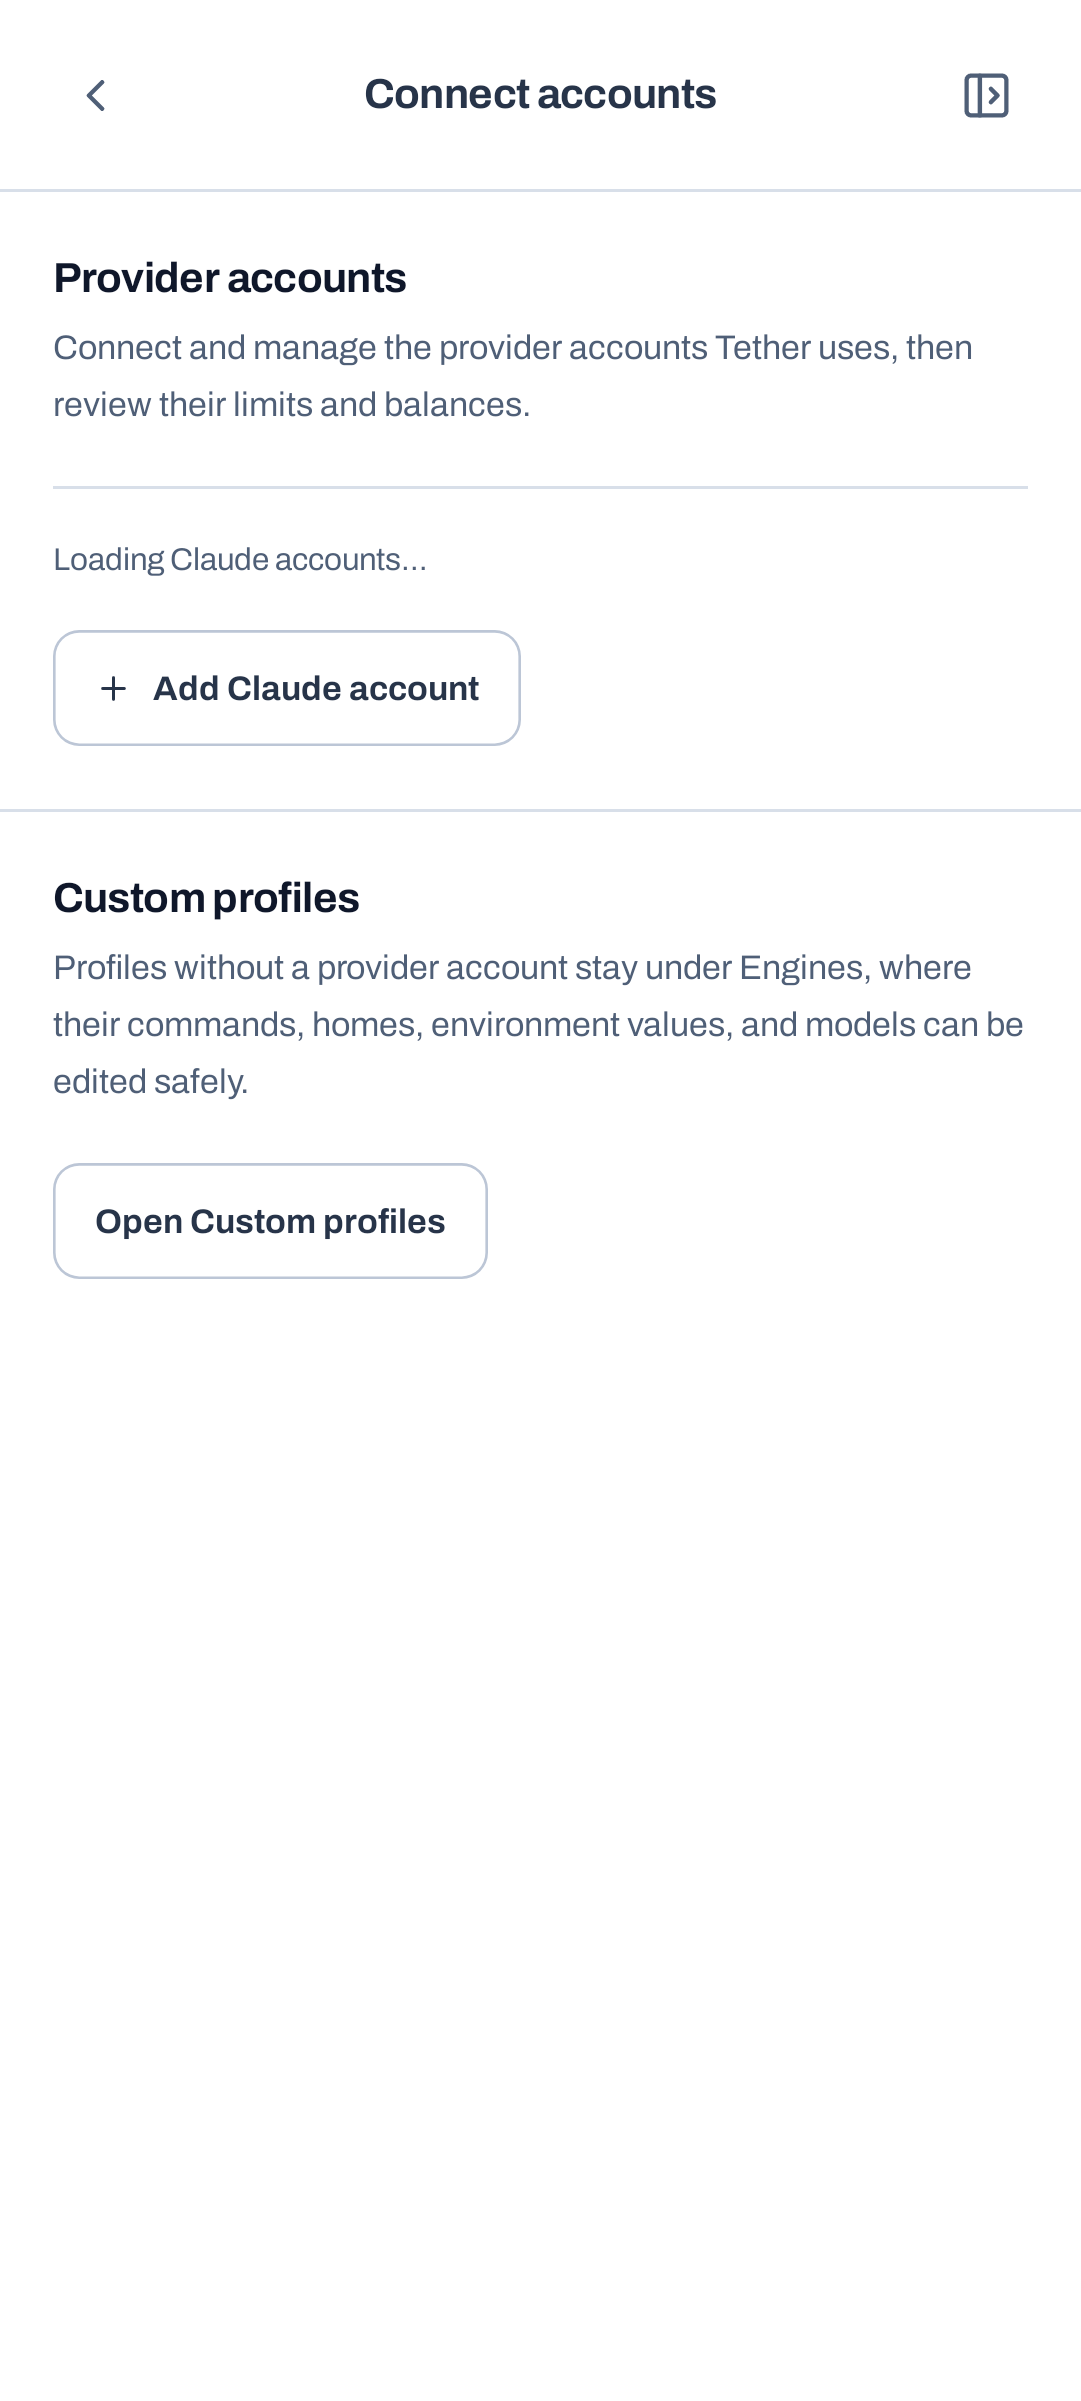 Connect accounts
Provider accounts
Connect and manage the provider accounts Tether uses, then
review their limits and balances.
Loading Claude accounts...
Add Claude account
Custom profiles
Profiles without a provider account stay under Engines, where
their commands, homes, environment values, and models can be
edited safely.
Open Custom profiles